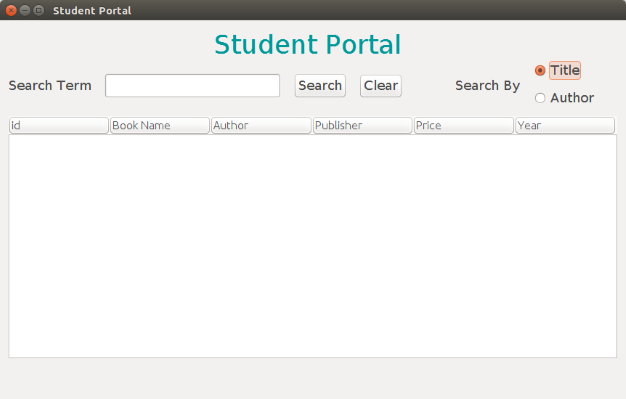 Student Portal
Student Portal
Search Term Search Clear Search By Title
Author
id Book Name Author Publisher Price Year